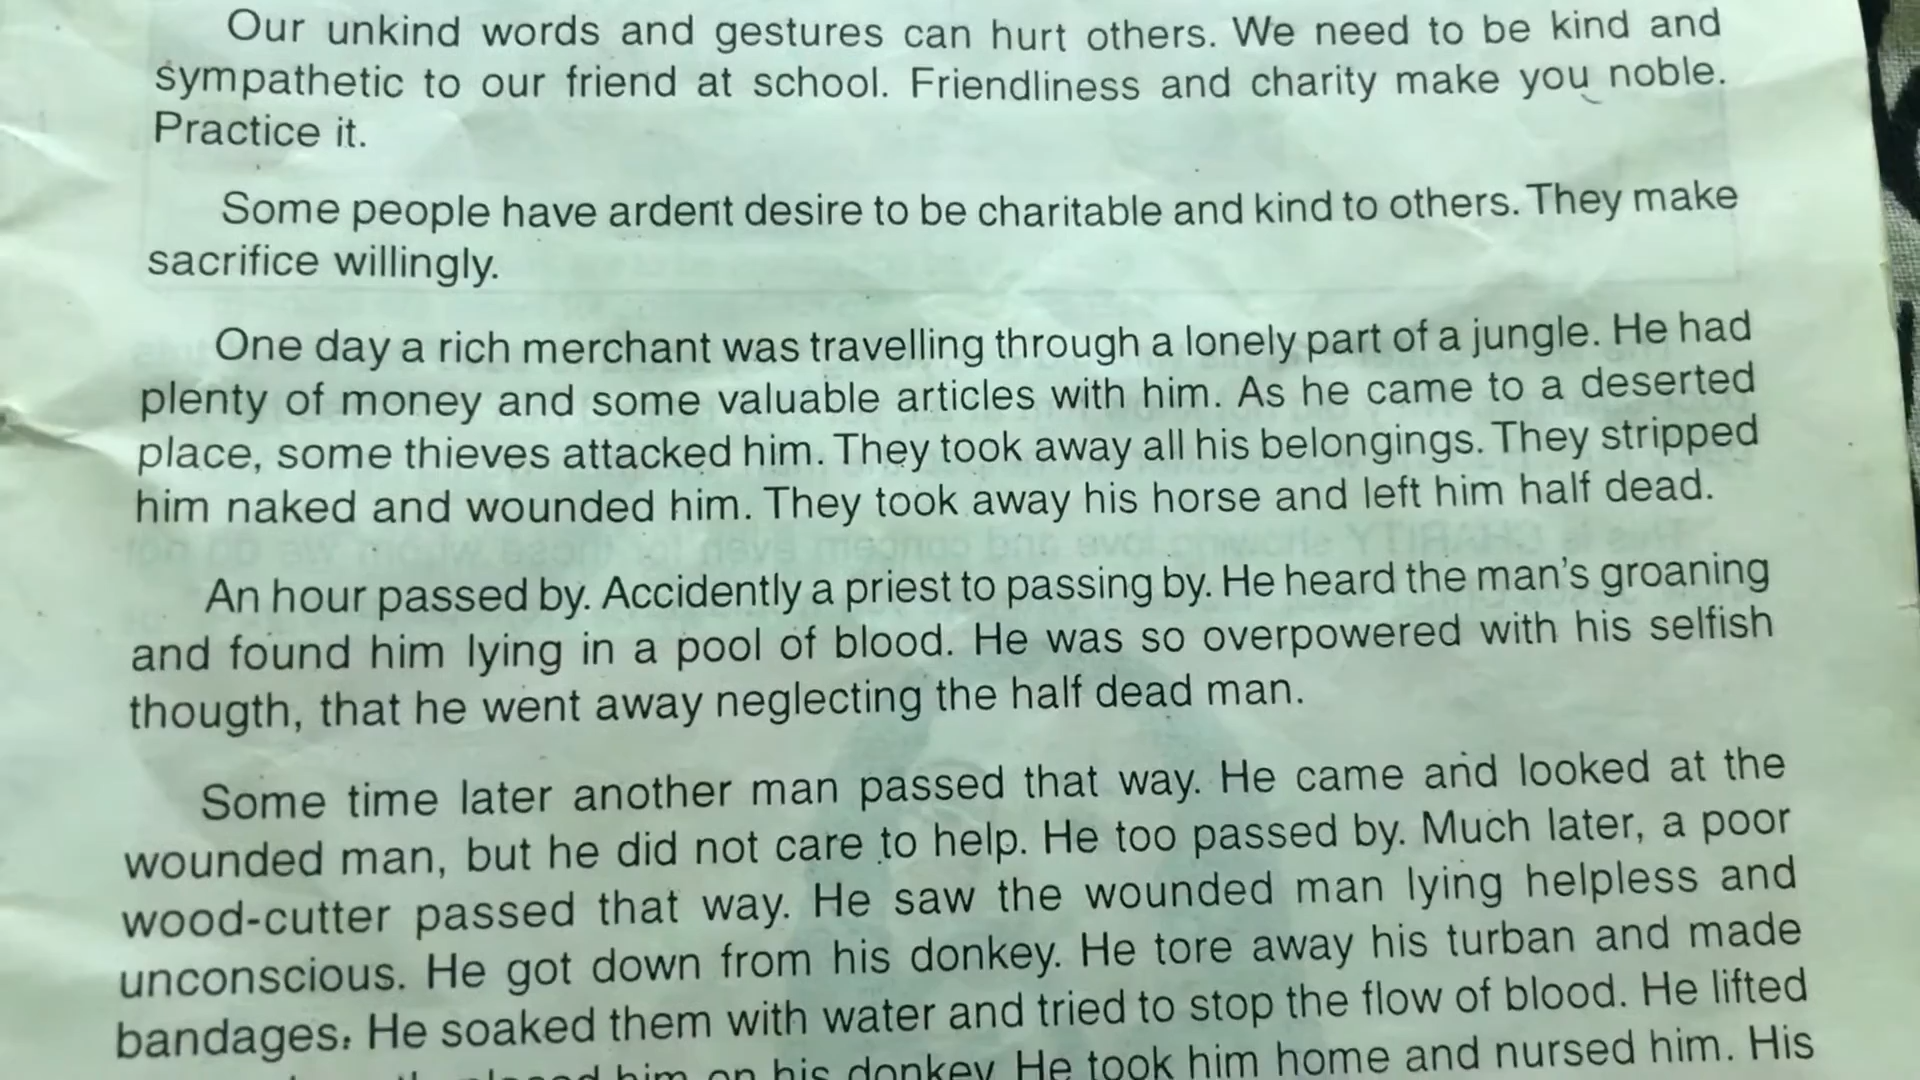 Our unkind words and gestures can hurt others. We need to be kind and
sympathetic to our friend at school. Friendliness and charity make you noble.
Practice it.
Some people have ardent desire to be charitable and kind to others. They make
sacrifice willingly.
One day a rich merchant was travelling through a lonely part of a jungle. He had
plenty of money and some valuable articles with him. As he came to a deserted
place, some thieves attacked him. They took away all his belongings. They stripped
him naked and wounded him. They took away his horse and left him half dead.
An hour passed by. Accidently a priest to passing by. He heard the man's groaning
and found him lying in a pool of blood. He was so overpowered with his selfish
thougth, that he went away neglecting the half dead man.
Some time later another man passed that way. He came and looked at the
wounded man, but he did not care to help. He too passed by. Much later, a poor
wood-cutter passed that way. He saw the wounded man lying helpless and
unconscious. He got down from his donkey. He tore away his turban and made
bandages. He soaked them with water and tried to stop the flow of blood. He lifted
him on his donkey. He took him home and nursed him. His